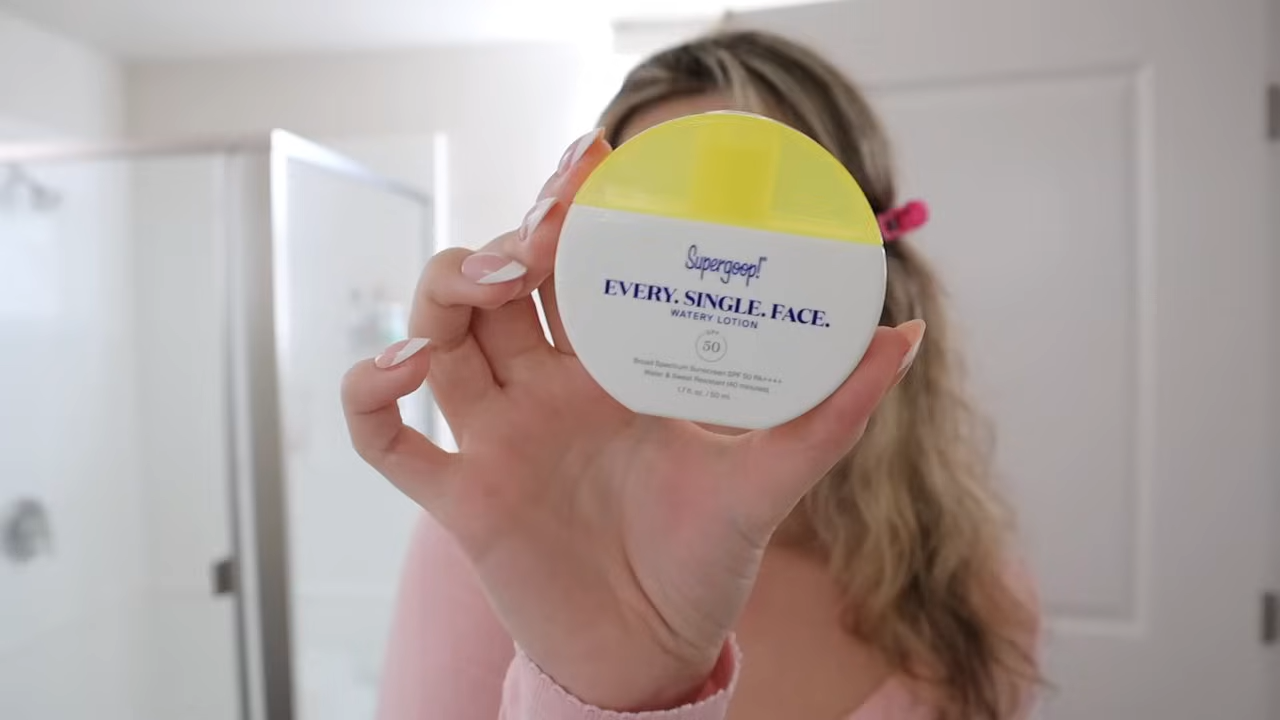 Supergoop!
EVERY. SINGLE. FACE.
WATERY LOTION
SPF
50
Broad Spectrum Sunscreen SPF 50 PA++++
Water & Sweat Resistant (40 minutes)
1.7 fl. oz. / 50 mL